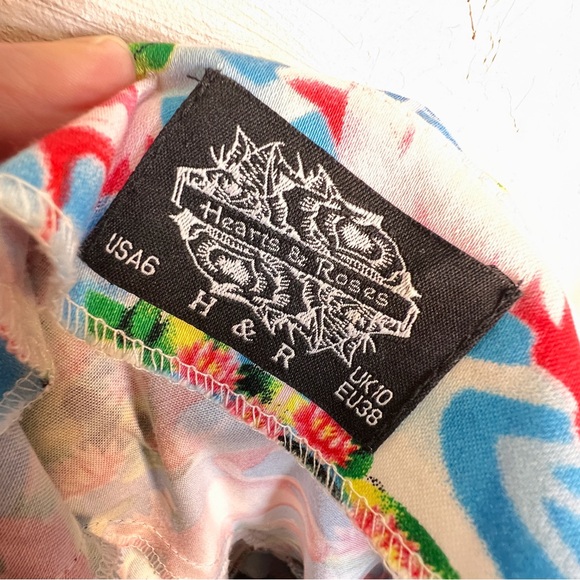 Hearts & Roses
USA6
H & R
UK10
EU38